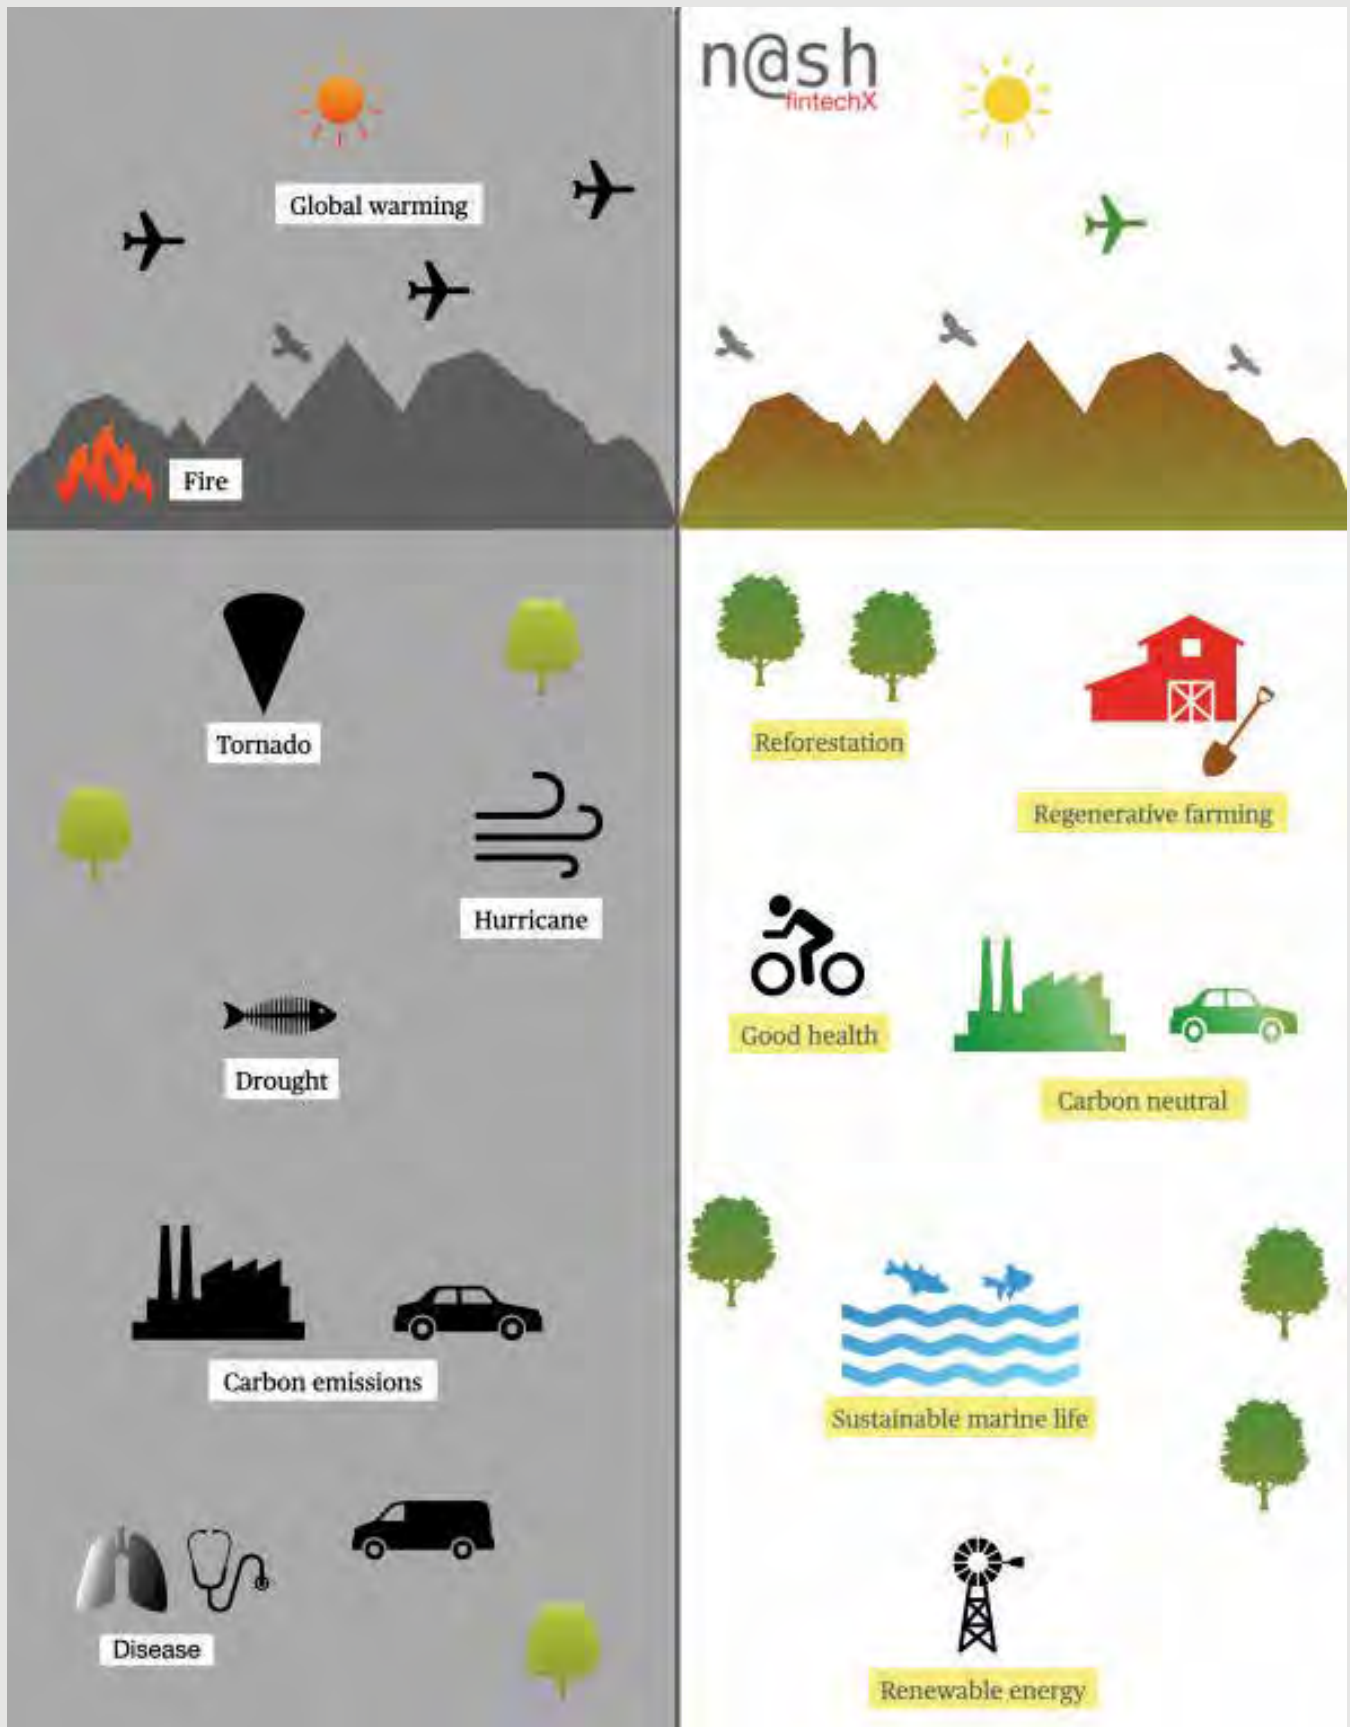 Global warming
Fire
Tornado
Hurricane
Drought
Carbon emissions
Disease
n@sh
fintechX
Reforestation
Regenerative farming
Good health
Carbon neutral
Sustainable marine life
Renewable energy